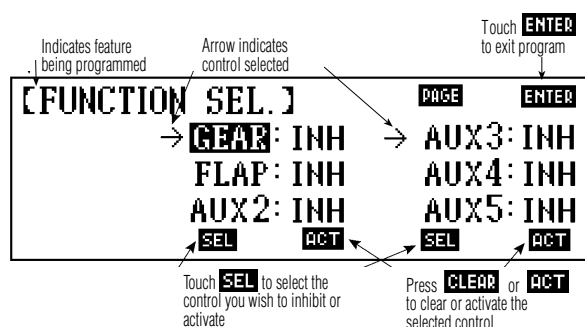 Indicates feature
being programmed
Arrow indicates
control selected
Touch ENTER
to exit program
[FUNCTION SEL.] PAGE ENTER
→ GEAR: INH → AUX3: INH
FLAP: INH AUX4: INH
AUX2: INH AUX5: INH
SEL ACT SEL ACT
Touch SEL to select the
control you wish to inhibit or
activate
Press CLEAR or ACT
to clear or activate the
selected control